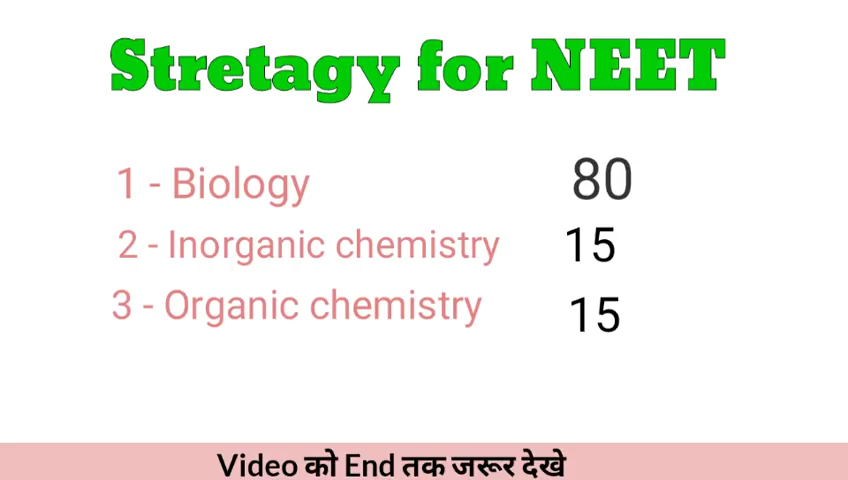 Stretagy for NEET
1 - Biology 80
2 - Inorganic chemistry 15
3 - Organic chemistry 15
Video को End तक जरूर देखे